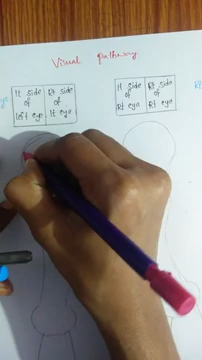 Visual pathway
lt side
of
left eye
Rt side
of
lt eye
lt side
of
Rt eye
Rt side
of
Rt eye